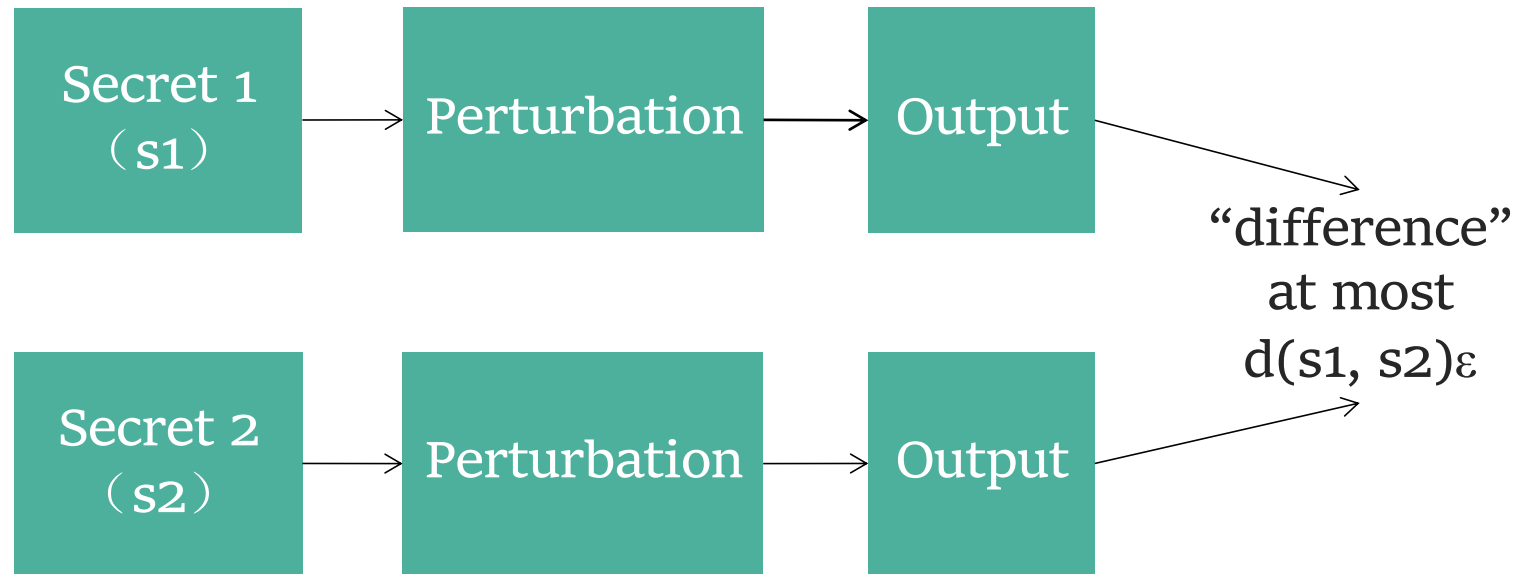 Secret 1
（s1）
Perturbation
Output
“difference”
at most
d(s1, s2)ε
Secret 2
（s2）
Perturbation
Output